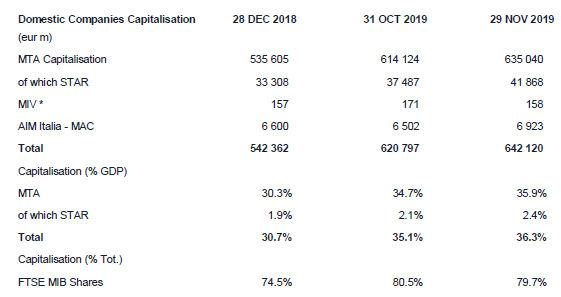 Domestic Companies Capitalisation 28 DEC 2018 31 OCT 2019 29 NOV 2019
(eur m)
MTA Capitalisation 535 605 614 124 635 040
of which STAR 33 308 37 487 41 868
MIV * 157 171 158
AIM Italia - MAC 6 600 6 502 6 923
Total 542 362 620 797 642 120
Capitalisation (% GDP)
MTA 30.3% 34.7% 35.9%
of which STAR 1.9% 2.1% 2.4%
Total 30.7% 35.1% 36.3%
Capitalisation (% Tot.)
FTSE MIB Shares 74.5% 80.5% 79.7%